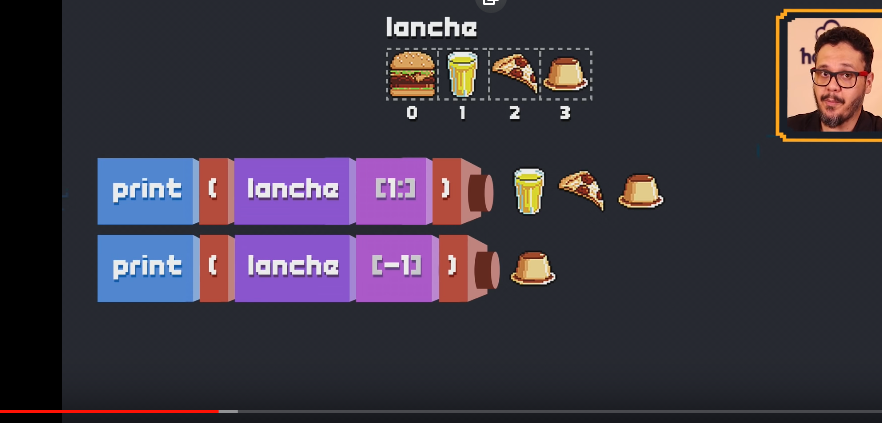 lanche
0 1 2 3
print ( lanche [1:] )
print ( lanche [-1] )